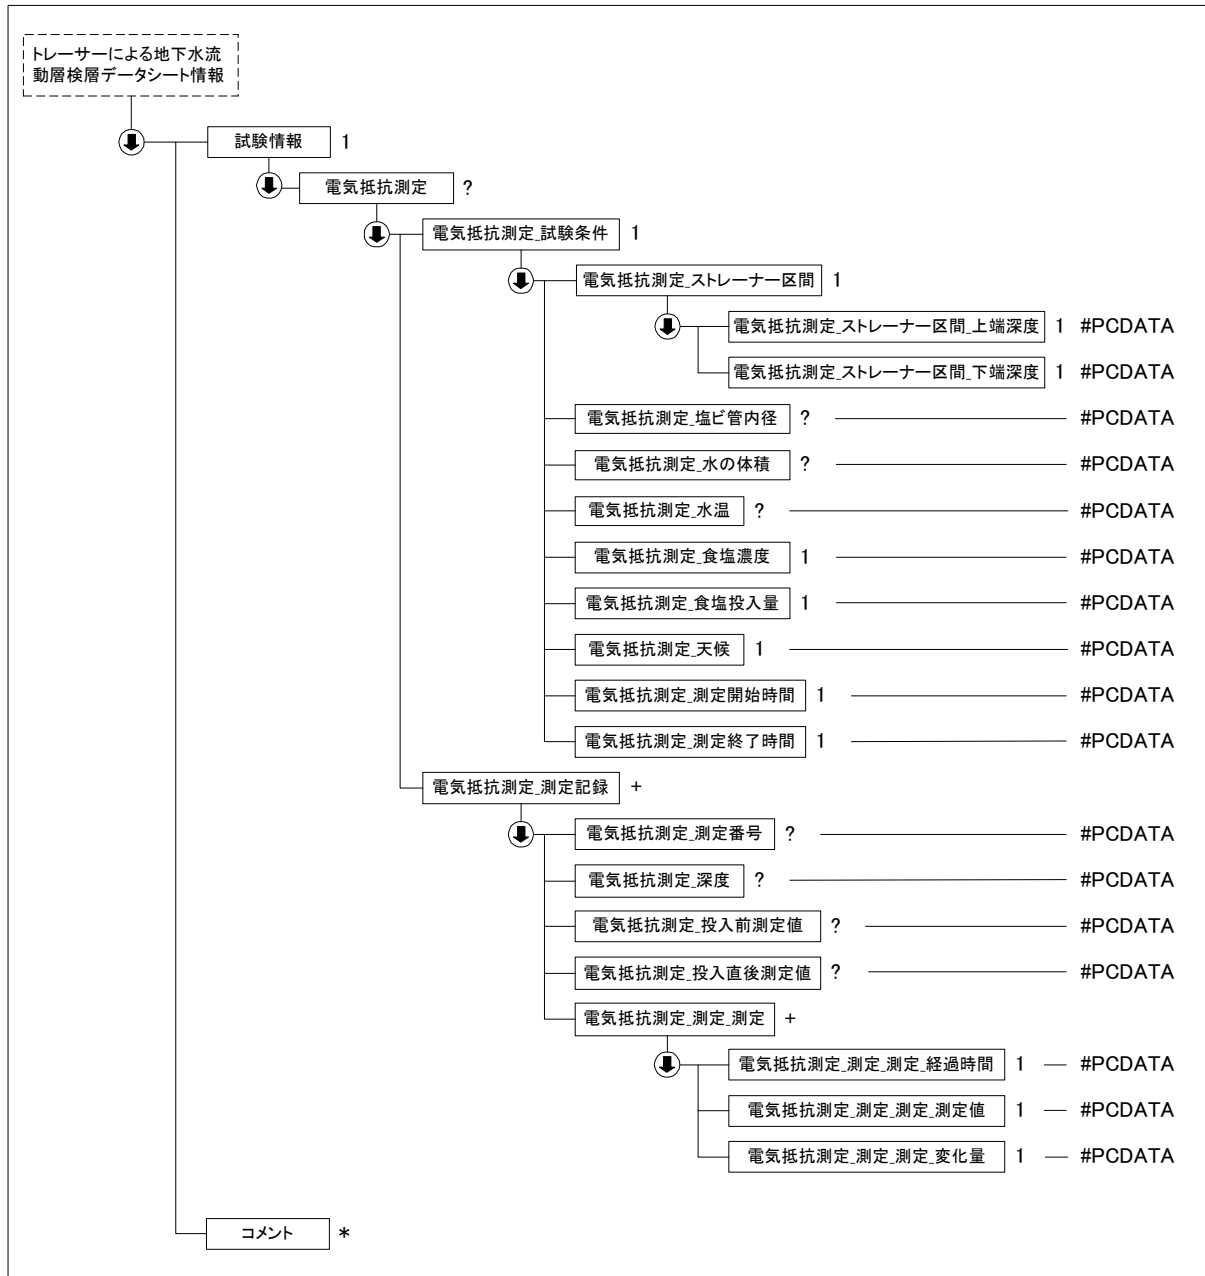 トレーサーによる地下水流
動層検層データシート情報
試験情報 1
電気抵抗測定 ?
電気抵抗測定_試験条件 1
電気抵抗測定_ストレーナー区間 1
電気抵抗測定_ストレーナー区間_上端深度 1 #PCDATA
電気抵抗測定_ストレーナー区間_下端深度 1 #PCDATA
電気抵抗測定_塩ビ管内径 ? #PCDATA
電気抵抗測定_水の体積 ? #PCDATA
電気抵抗測定_水温 ? #PCDATA
電気抵抗測定_食塩濃度 1 #PCDATA
電気抵抗測定_食塩投入量 1 #PCDATA
電気抵抗測定_天候 1 #PCDATA
電気抵抗測定_測定開始時間 1 #PCDATA
電気抵抗測定_測定終了時間 1 #PCDATA
電気抵抗測定_測定記録 +
電気抵抗測定_測定番号 ? #PCDATA
電気抵抗測定_深度 ? #PCDATA
電気抵抗測定_投入前測定値 ? #PCDATA
電気抵抗測定_投入直後測定値 ? #PCDATA
電気抵抗測定_測定_測定 +
電気抵抗測定_測定_測定_経過時間 1 #PCDATA
電気抵抗測定_測定_測定_測定値 1 #PCDATA
電気抵抗測定_測定_測定_変化量 1 #PCDATA
コメント *